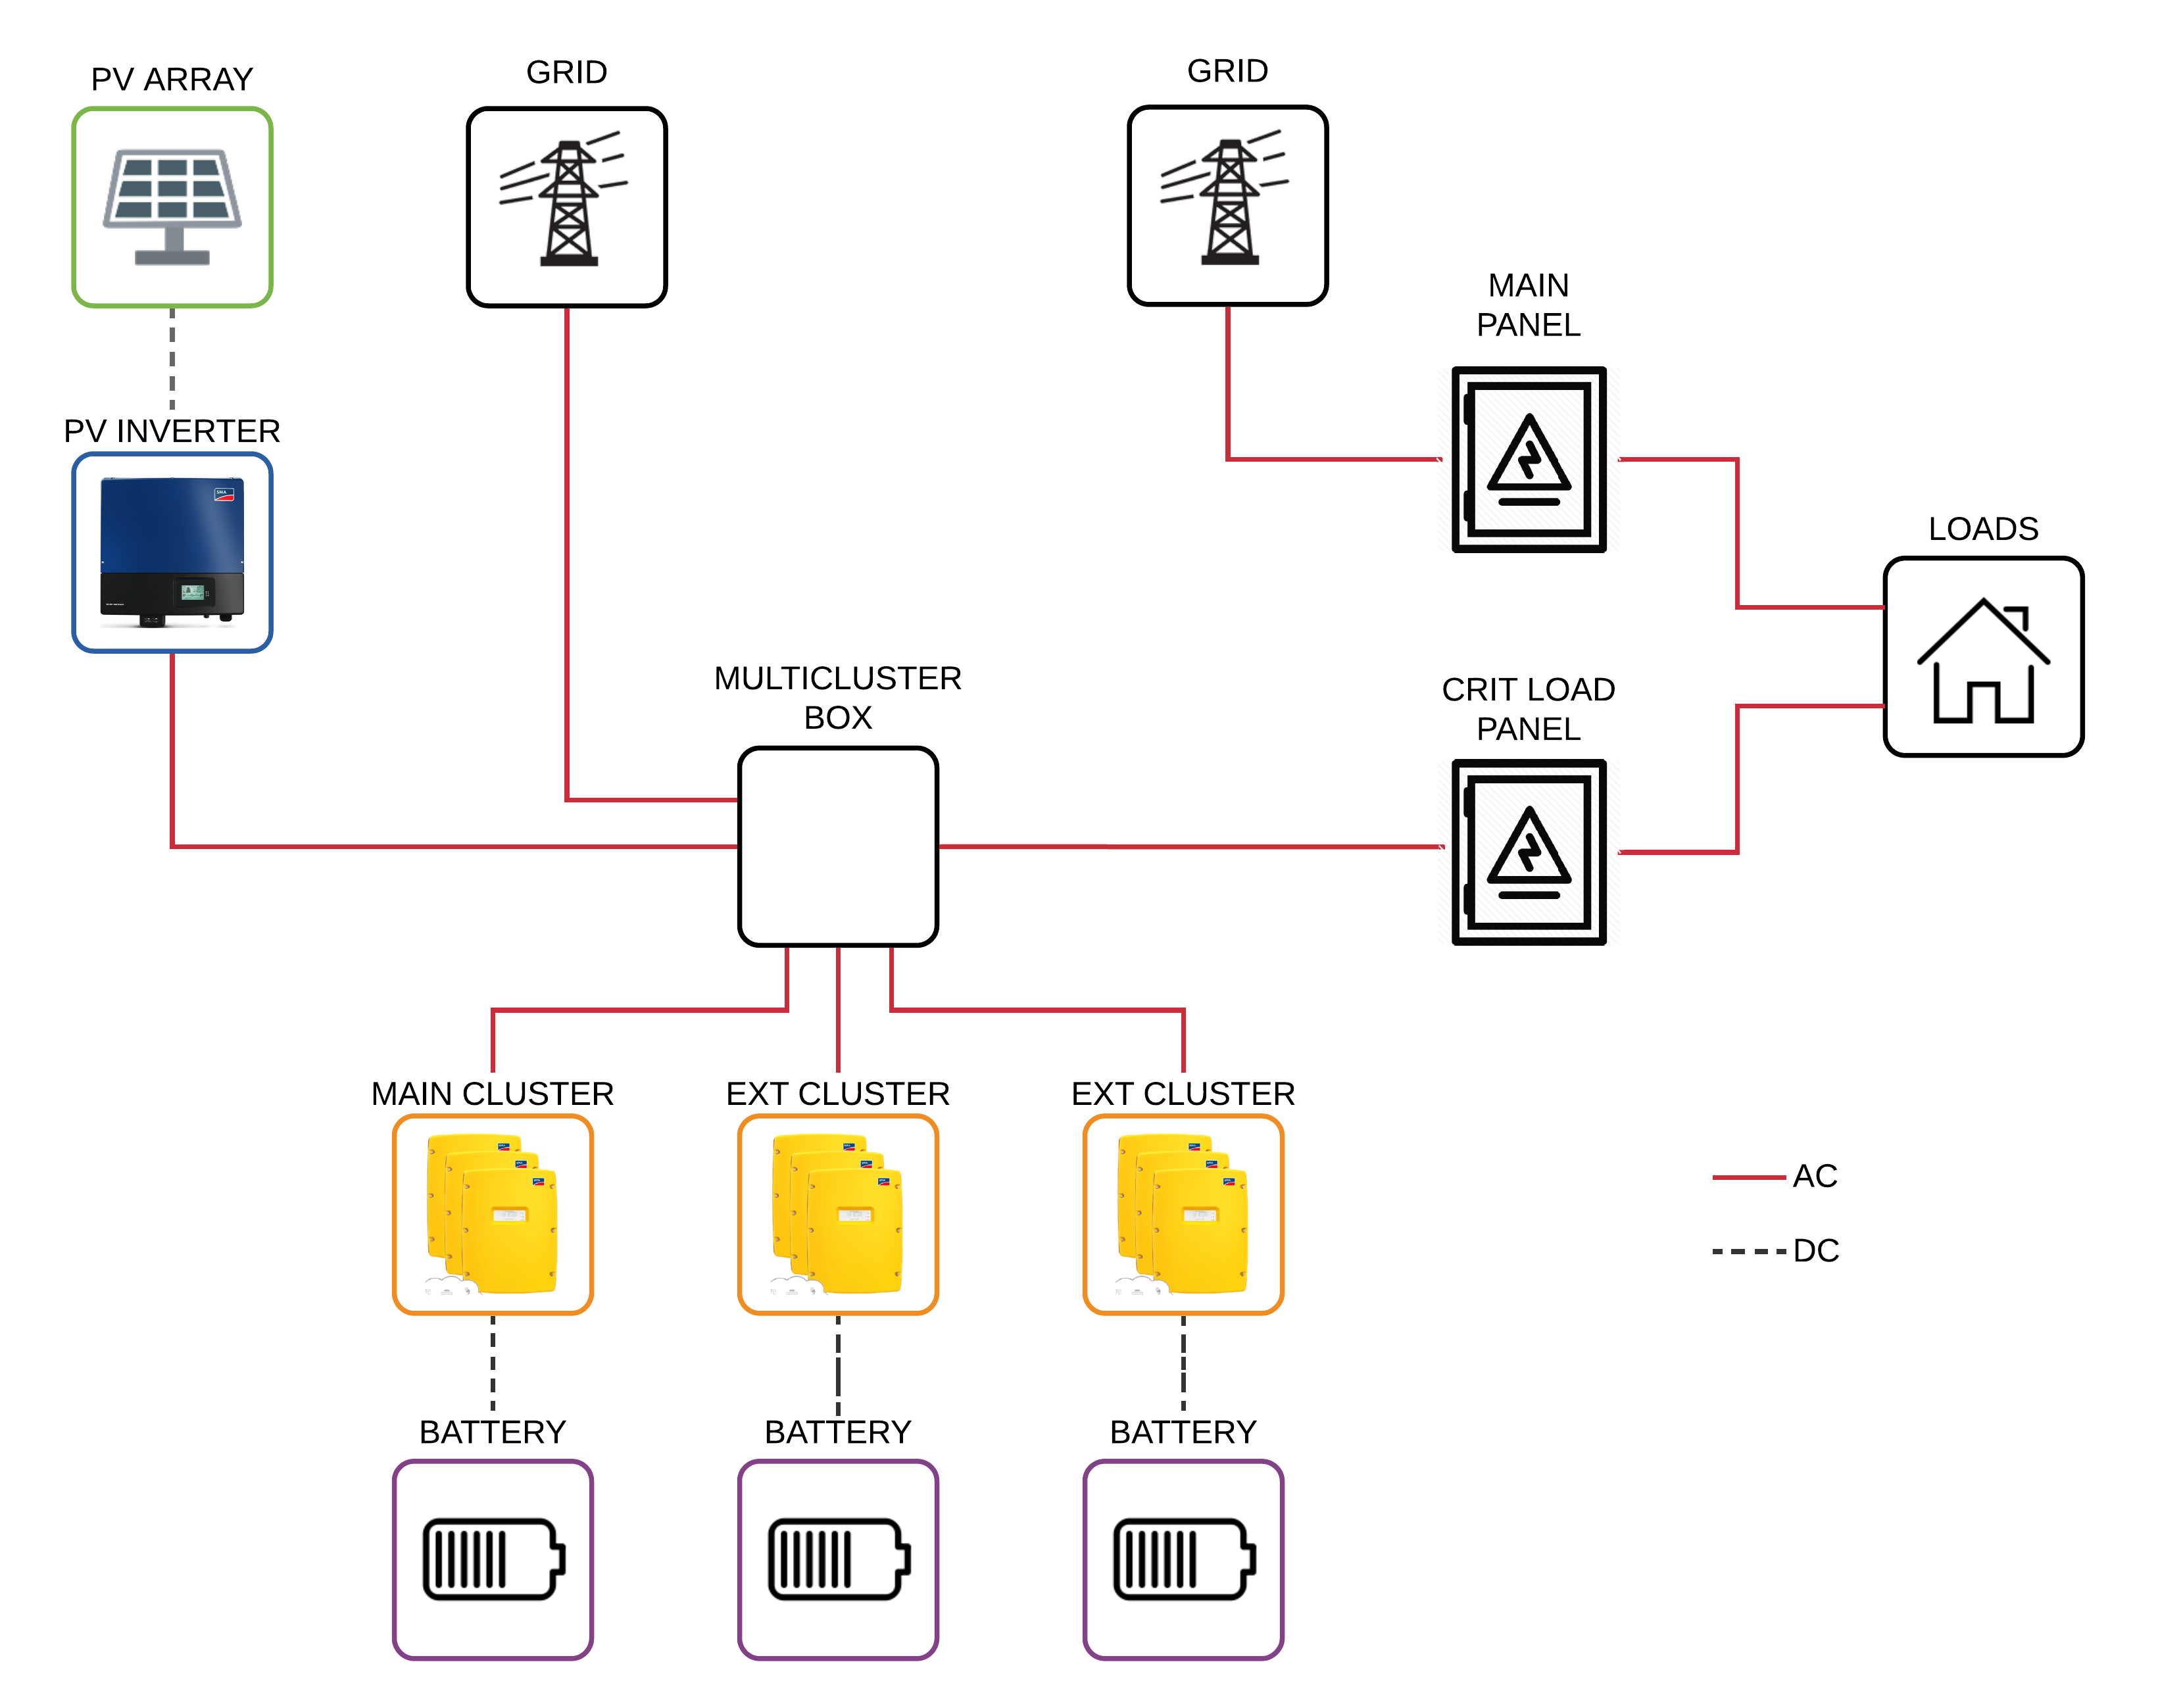 PV ARRAY
GRID
GRID
MAIN
PANEL
PV INVERTER
SMA
LOADS
MULTICLUSTER
BOX
CRIT LOAD
PANEL
MAIN CLUSTER
EXT CLUSTER
EXT CLUSTER
AC
DC
BATTERY
BATTERY
BATTERY